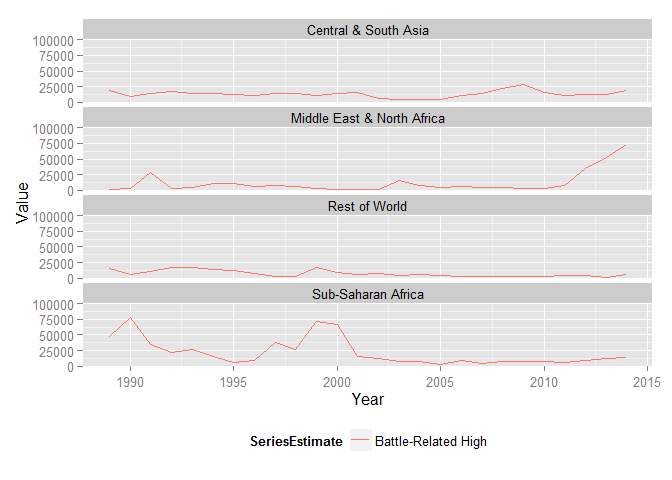 Central & South Asia
100000
75000
50000
25000
0
Middle East & North Africa
100000
75000
50000
25000
0
Rest of World
100000
75000
50000
25000
0
Sub-Saharan Africa
100000
75000
50000
25000
0
Value
1990 1995 2000 2005 2010 2015
Year
SeriesEstimate Battle-Related High